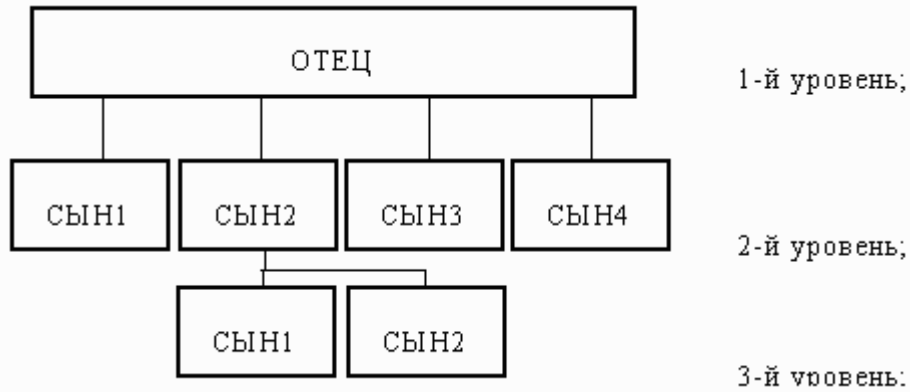 ОТЕЦ
1-й уровень;
СЫН1 СЫН2 СЫН3 СЫН4
2-й уровень;
СЫН1 СЫН2
3-й уровень;